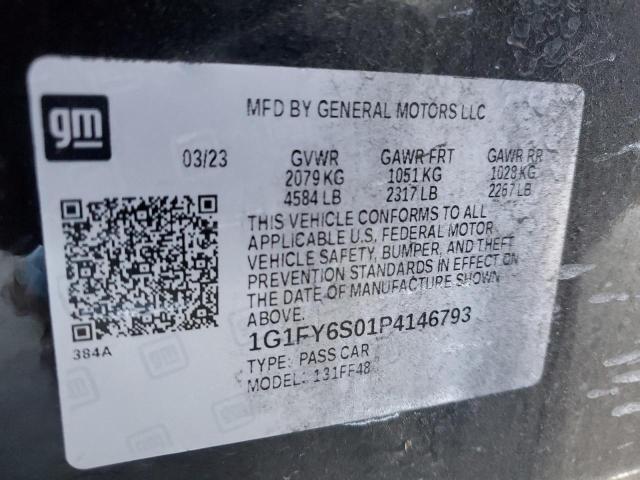 gm
MFD BY GENERAL MOTORS LLC
03/23 GVWR GAWR FRT GAWR RR
2079 KG 1051 KG 1028 KG
4584 LB 2317 LB 2267 LB
THIS VEHICLE CONFORMS TO ALL
APPLICABLE U.S. FEDERAL MOTOR
VEHICLE SAFETY, BUMPER, AND THEFT
PREVENTION STANDARDS IN EFFECT ON
THE DATE OF MANUFACTURE SHOWN
ABOVE.
384A
1G1FY6S01P4146793
TYPE: PASS CAR
MODEL: 131FF48